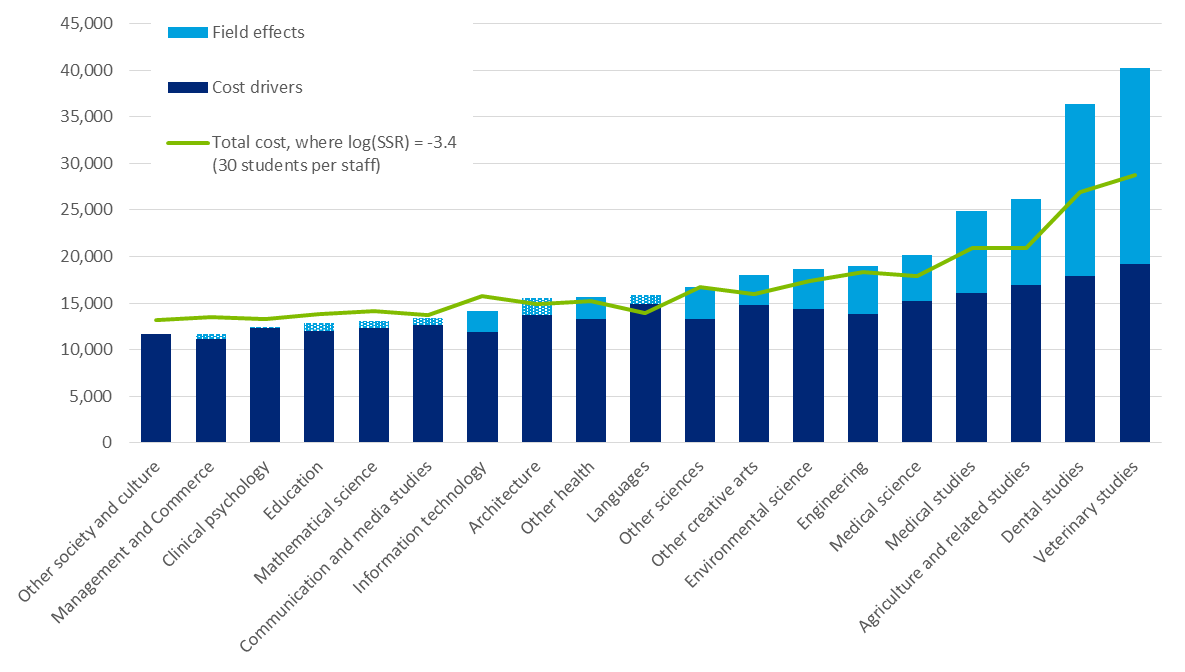 45,000
40,000
35,000
30,000
25,000
20,000
15,000
10,000
5,000
0
Field effects
Cost drivers
Total cost, where log(SSR) = -3.4
(30 students per staff)
Other society and culture
Management and Commerce
Clinical psychology
Education
Mathematical science
Communication and media studies
Information technology
Architecture
Other health
Languages
Other sciences
Other creative arts
Environmental science
Engineering
Medical science
Medical studies
Agriculture and related studies
Dental studies
Veterinary studies